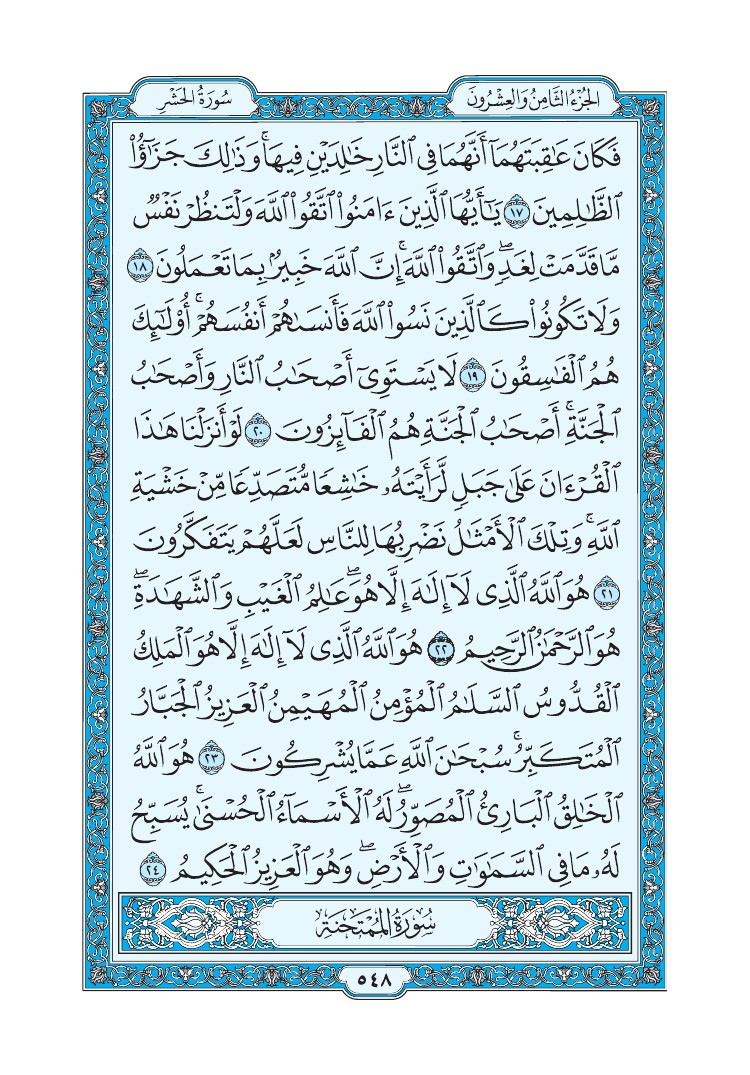 الجُزْءُ الثَّامِنُ وَالعِشْرُونَ
سُورَةُ الحَشْرِ
فَكَانَ عَٰقِبَتَهُمَآ أَنَّهُمَا فِى ٱلنَّارِ خَٰلِدَيْنِ فِيهَا ۚ وَذَٰلِكَ جَزَٰٓؤُا۟
ٱلظَّٰلِمِينَ ١٧ يَٰٓأَيُّهَا ٱلَّذِينَ ءَامَنُوا۟ ٱتَّقُوا۟ ٱللَّهَ وَلْتَنظُرْ نَفْسٌ
مَّا قَدَّمَتْ لِغَدٍ ۖ وَٱتَّقُوا۟ ٱللَّهَ ۚ إِنَّ ٱللَّهَ خَبِيرٌۢ بِمَا تَعْمَلُونَ ١٨
وَلَا تَكُونُوا۟ كَٱلَّذِينَ نَسُوا۟ ٱللَّهَ فَأَنسَىٰهُمْ أَنفُسَهُمْ ۚ أُو۟لَٰٓئِكَ
هُمُ ٱلْفَٰسِقُونَ ١٩ لَا يَسْتَوِىٓ أَصْحَٰبُ ٱلنَّارِ وَأَصْحَٰبُ
ٱلْجَنَّةِ ۚ أَصْحَٰبُ ٱلْجَنَّةِ هُمُ ٱلْفَآئِزُونَ ٢٠ لَوْ أَنزَلْنَا هَٰذَا
ٱلْقُرْءَانَ عَلَىٰ جَبَلٍ لَّرَأَيْتَهُۥ خَٰشِعًا مُّتَصَدِّعًا مِّنْ خَشْيَةِ
ٱللَّهِ ۚ وَتِلْكَ ٱلْأَمْثَٰلُ نَضْرِبُهَا لِلنَّاسِ لَعَلَّهُمْ يَتَفَكَّرُونَ
٢١ هُوَ ٱللَّهُ ٱلَّذِى لَآ إِلَٰهَ إِلَّا هُوَ ۖ عَٰلِمُ ٱلْغَيْبِ وَٱلشَّهَٰدَةِ ۖ
هُوَ ٱلرَّحْمَٰنُ ٱلرَّحِيمُ ٢٢ هُوَ ٱللَّهُ ٱلَّذِى لَآ إِلَٰهَ إِلَّا هُوَ ٱلْمَلِكُ
ٱلْقُدُّوسُ ٱلسَّلَٰمُ ٱلْمُؤْمِنُ ٱلْمُهَيْمِنُ ٱلْعَزِيزُ ٱلْجَبَّارُ
ٱلْمُتَكَبِّرُ ۚ سُبْحَٰنَ ٱللَّهِ عَمَّا يُشْرِكُونَ ٢٣ هُوَ ٱللَّهُ
ٱلْخَٰلِقُ ٱلْبَارِئُ ٱلْمُصَوِّرُ ۖ لَهُ ٱلْأَسْمَآءُ ٱلْحُسْنَىٰ ۚ يُسَبِّحُ
لَهُۥ مَا فِى ٱلسَّمَٰوَٰتِ وَٱلْأَرْضِ ۖ وَهُوَ ٱلْعَزِيزُ ٱلْحَكِيمُ ٢٤
سُورَةُ المُمْتَحنَةِ
٥٤٨